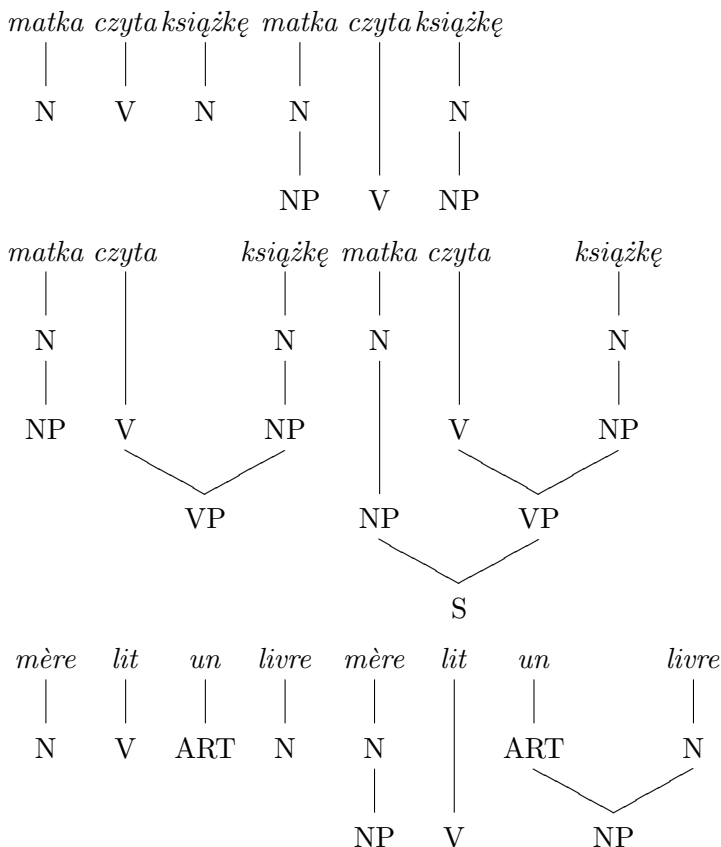 matka czyta książkę matka czyta książkę
N V N N N
NP V NP
matka czyta książkę matka czyta książkę
N N N N
NP V NP V NP
VP NP VP
S
mère lit un livre mère lit un livre
N V ART N N ART N
NP V NP